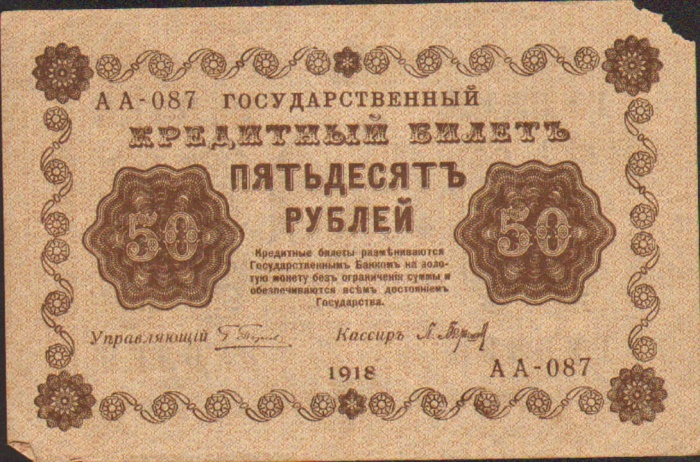 АА-087 ГОСУДАРСТВЕННЫЙ
КРЕДИТНЫЙ БИЛЕТЪ
ПЯТЬДЕСЯТЪ
РУБЛЕЙ
50
50
Кредитные билеты размѣниваются
Государственнымъ Банкомъ на золо-
тую монету безъ ограниченія суммы и
обезпечиваются всѣмъ достояніемъ
Государства.
Управляющій
Кассиръ
1918
АА-087